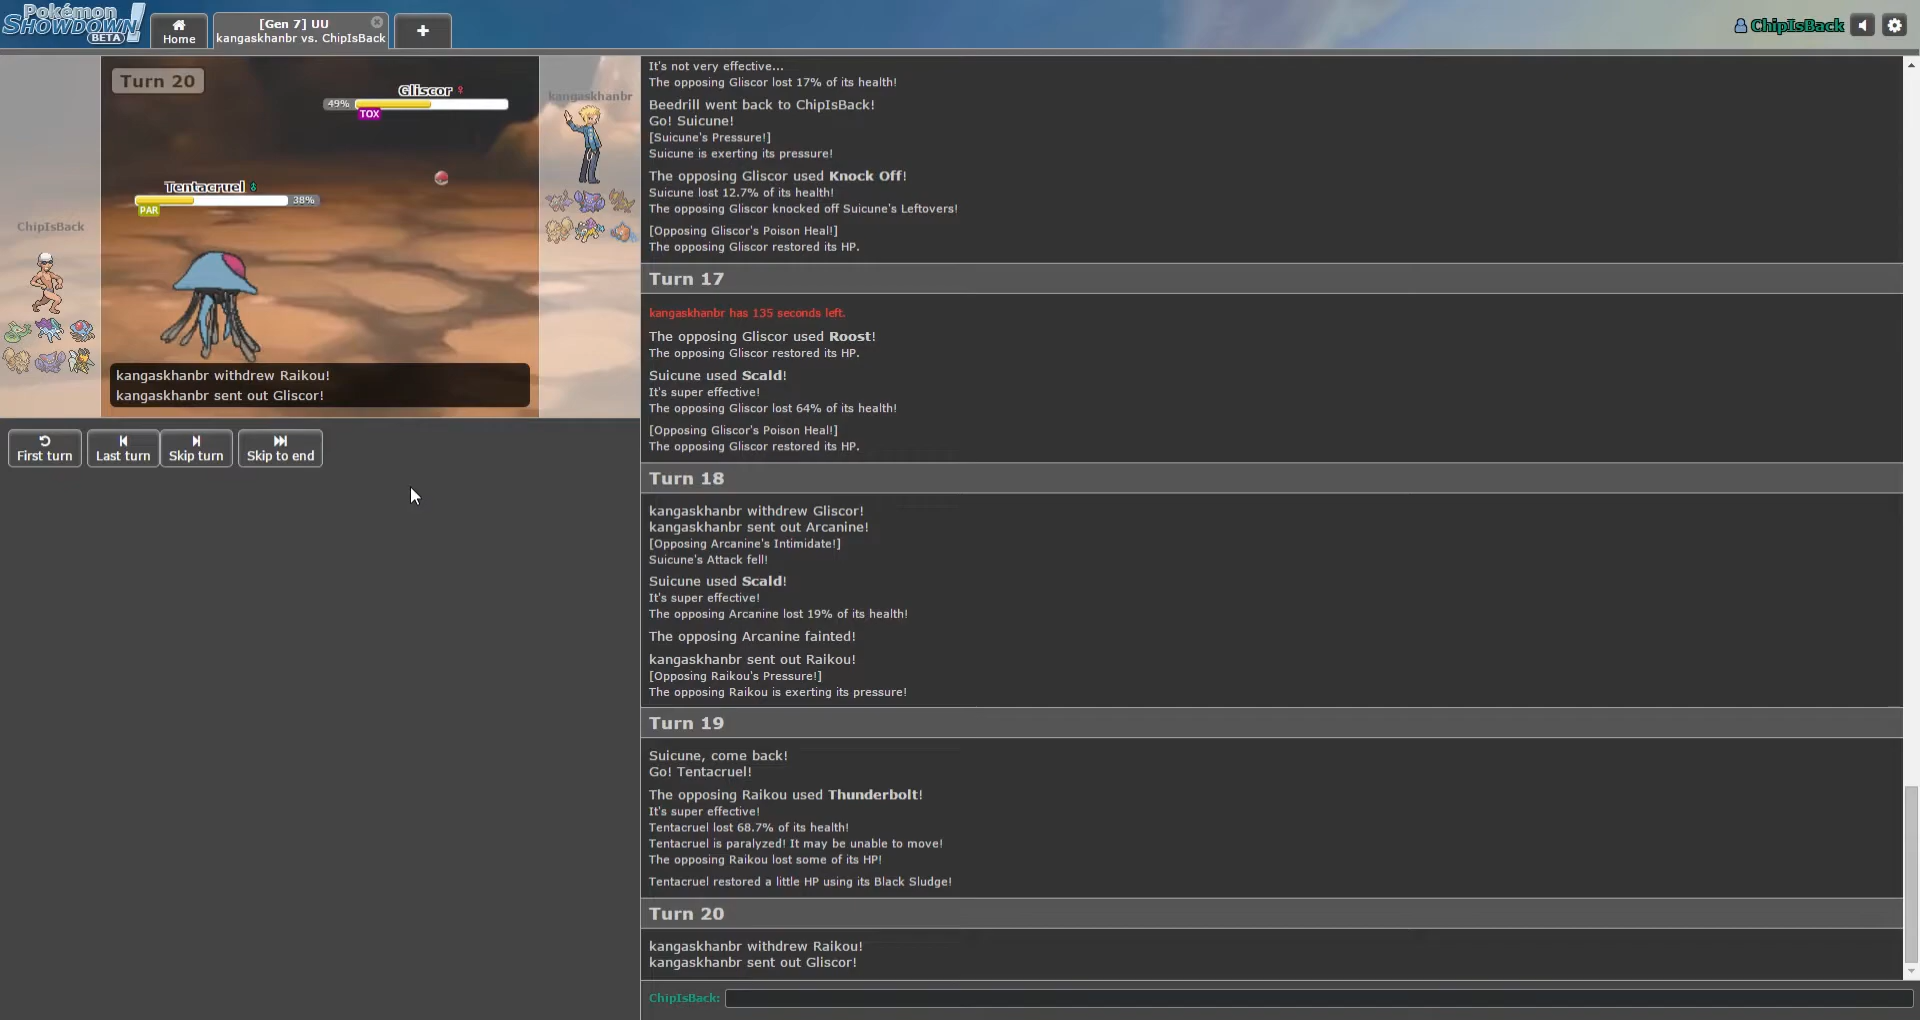 Pokémon
SHOWDOWN!
BETA
Home
[Gen 7] UU
kangaskhanbr vs. ChipIsBack
ChipIsBack
Turn 20
Gliscor
49%
TOX
kangaskhanbr
Tentacruel
38%
PAR
ChipIsBack
kangaskhanbr withdrew Raikou!
kangaskhanbr sent out Gliscor!
First turn
Last turn
Skip turn
Skip to end
It's not very effective...
The opposing Gliscor lost 17% of its health!
Beedrill went back to ChipIsBack!
Go! Suicune!
[Suicune's Pressure!]
Suicune is exerting its pressure!
The opposing Gliscor used Knock Off!
Suicune lost 12.7% of its health!
The opposing Gliscor knocked off Suicune's Leftovers!
[Opposing Gliscor's Poison Heal!]
The opposing Gliscor restored its HP.
Turn 17
kangaskhanbr has 135 seconds left.
The opposing Gliscor used Roost!
The opposing Gliscor restored its HP.
Suicune used Scald!
It's super effective!
The opposing Gliscor lost 64% of its health!
[Opposing Gliscor's Poison Heal!]
The opposing Gliscor restored its HP.
Turn 18
kangaskhanbr withdrew Gliscor!
kangaskhanbr sent out Arcanine!
[Opposing Arcanine's Intimidate!]
Suicune's Attack fell!
Suicune used Scald!
It's super effective!
The opposing Arcanine lost 19% of its health!
The opposing Arcanine fainted!
kangaskhanbr sent out Raikou!
[Opposing Raikou's Pressure!]
The opposing Raikou is exerting its pressure!
Turn 19
Suicune, come back!
Go! Tentacruel!
The opposing Raikou used Thunderbolt!
It's super effective!
Tentacruel lost 68.7% of its health!
Tentacruel is paralyzed! It may be unable to move!
The opposing Raikou lost some of its HP!
Tentacruel restored a little HP using its Black Sludge!
Turn 20
kangaskhanbr withdrew Raikou!
kangaskhanbr sent out Gliscor!
ChipIsBack: